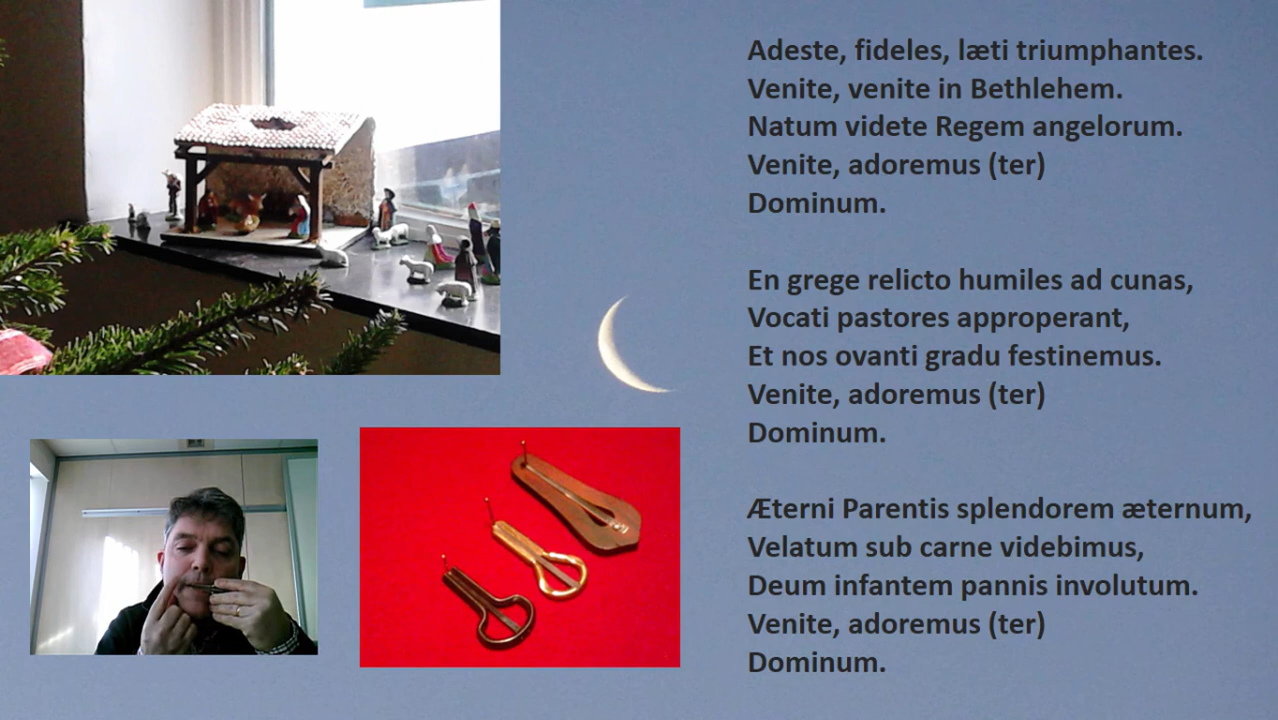 Adeste, fideles, læti triumphantes.
Venite, venite in Bethlehem.
Natum videte Regem angelorum.
Venite, adoremus (ter)
Dominum.
En grege relicto humiles ad cunas,
Vocati pastores approperant,
Et nos ovanti gradu festinemus.
Venite, adoremus (ter)
Dominum.
Æterni Parentis splendorem æternum,
Velatum sub carne videbimus,
Deum infantem pannis involutum.
Venite, adoremus (ter)
Dominum.